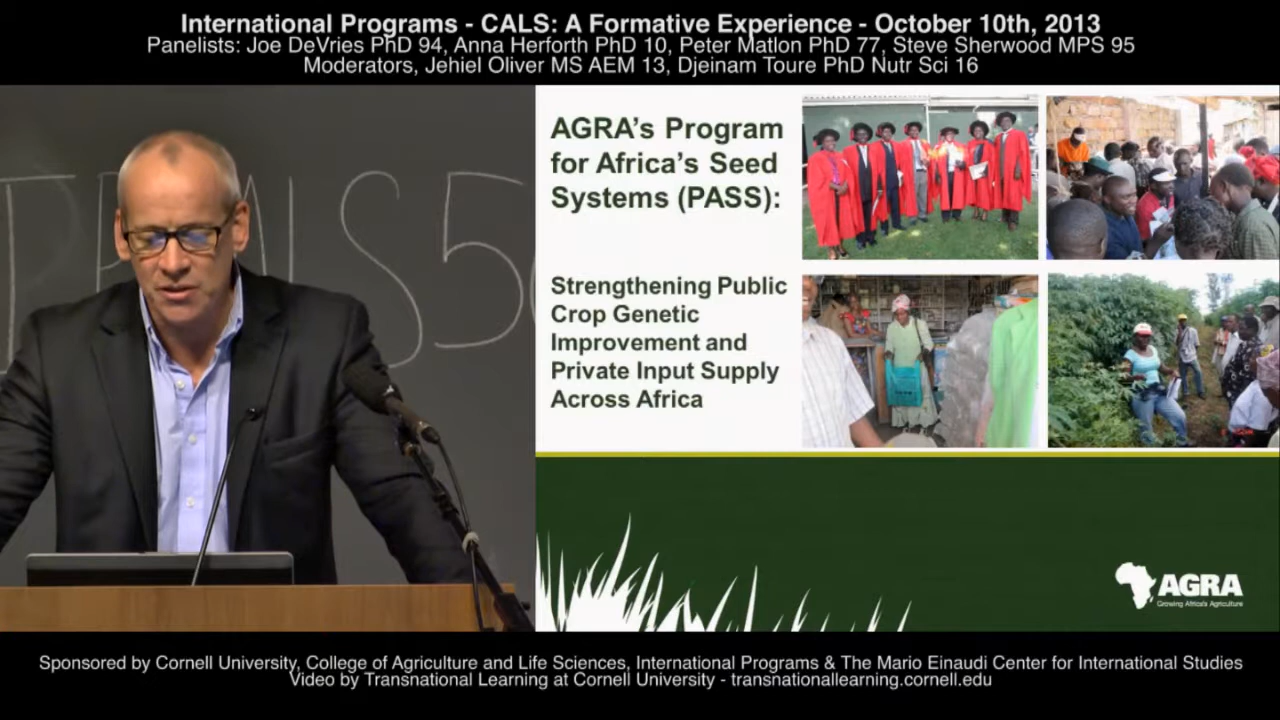 International Programs - CALS: A Formative Experience - October 10th, 2013
Panelists: Joe DeVries PhD 94, Anna Herforth PhD 10, Peter Matlon PhD 77, Steve Sherwood MPS 95
Moderators, Jehiel Oliver MS AEM 13, Djeinam Toure PhD Nutr Sci 16
AGRA's Program
for Africa's Seed
Systems (PASS):
Strengthening Public
Crop Genetic
Improvement and
Private Input Supply
Across Africa
AGRA
Growing Africa's Agriculture
Sponsored by Cornell University, College of Agriculture and Life Sciences, International Programs & The Mario Einaudi Center for International Studies
Video by Transnational Learning at Cornell University - transnationallearning.cornell.edu